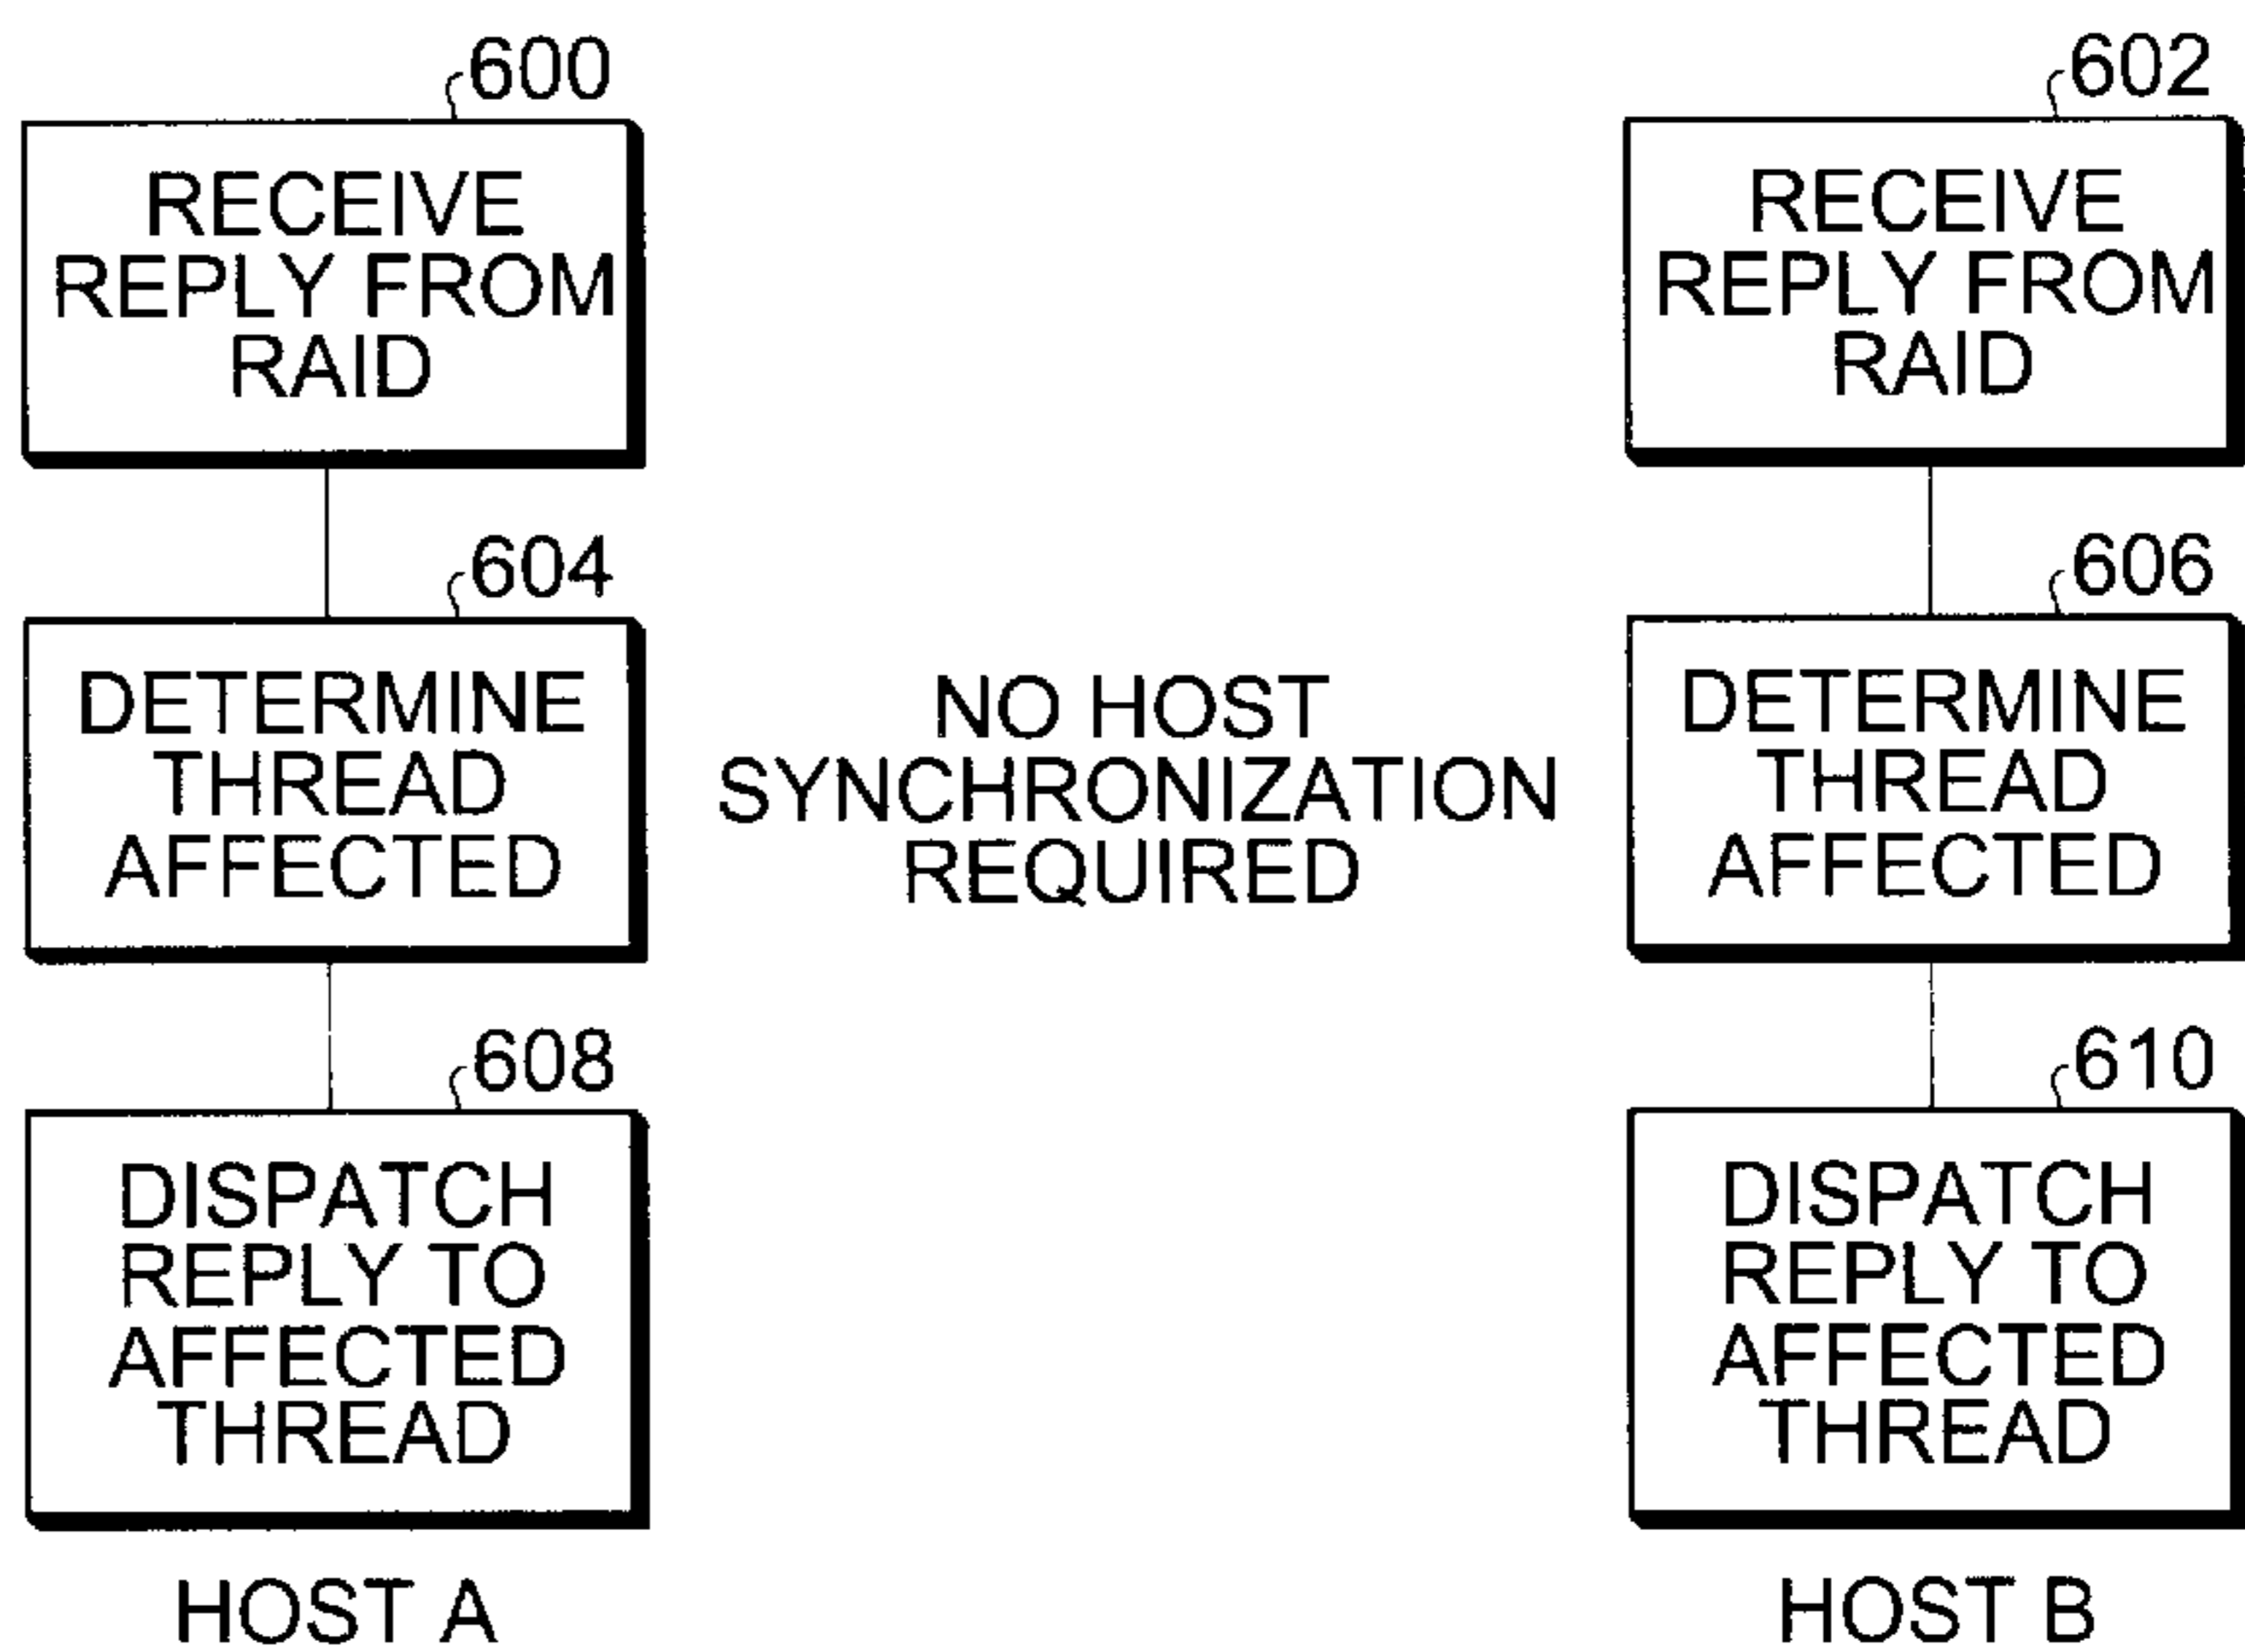 600
RECEIVE
REPLY FROM
RAID
602
RECEIVE
REPLY FROM
RAID
604
DETERMINE
THREAD
AFFECTED
NO HOST
SYNCHRONIZATION
REQUIRED
606
DETERMINE
THREAD
AFFECTED
608
DISPATCH
REPLY TO
AFFECTED
THREAD
610
DISPATCH
REPLY TO
AFFECTED
THREAD
HOST A
HOST B